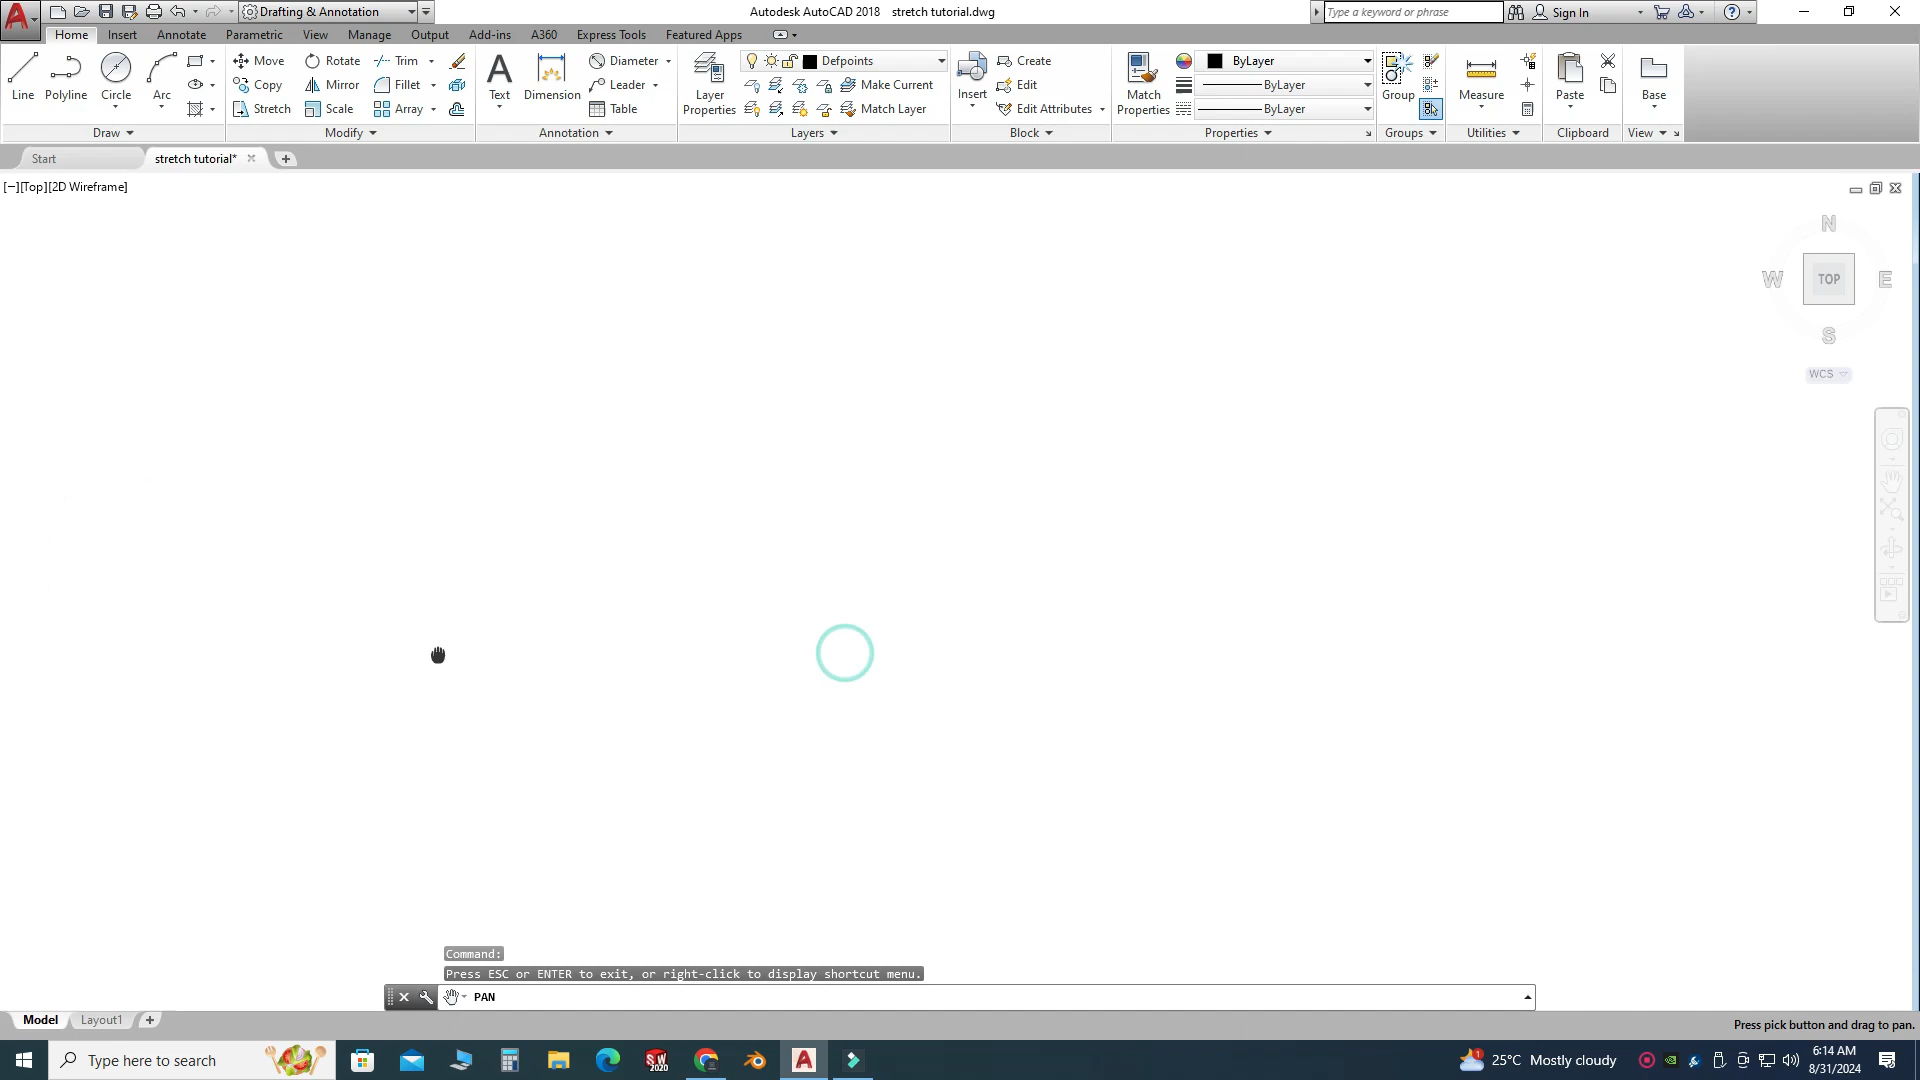 Drafting & Annotation
Autodesk AutoCAD 2018 stretch tutorial.dwg
Type a keyword or phrase
Sign In
Home Insert Annotate Parametric View Manage Output Add-ins A360 Express Tools Featured Apps
Line Polyline Circle Arc
Move Rotate Trim
Copy Mirror Fillet
Stretch Scale Array
Text Dimension
Diameter
Leader
Table
Layer Properties
Defpoints
Make Current
Match Layer
Insert
Create
Edit
Edit Attributes
Match Properties
ByLayer
ByLayer
ByLayer
Group
Measure
Paste
Base
Draw Modify Annotation Layers Block Properties Groups Utilities Clipboard View
Start stretch tutorial*
[−][Top][2D Wireframe]
N
W TOP E
S
WCS
Command:
Press ESC or ENTER to exit, or right-click to display shortcut menu.
PAN
Model Layout1
Press pick button and drag to pan.
Type here to search
SW
2020
1
25°C Mostly cloudy
6:14 AM
8/31/2024